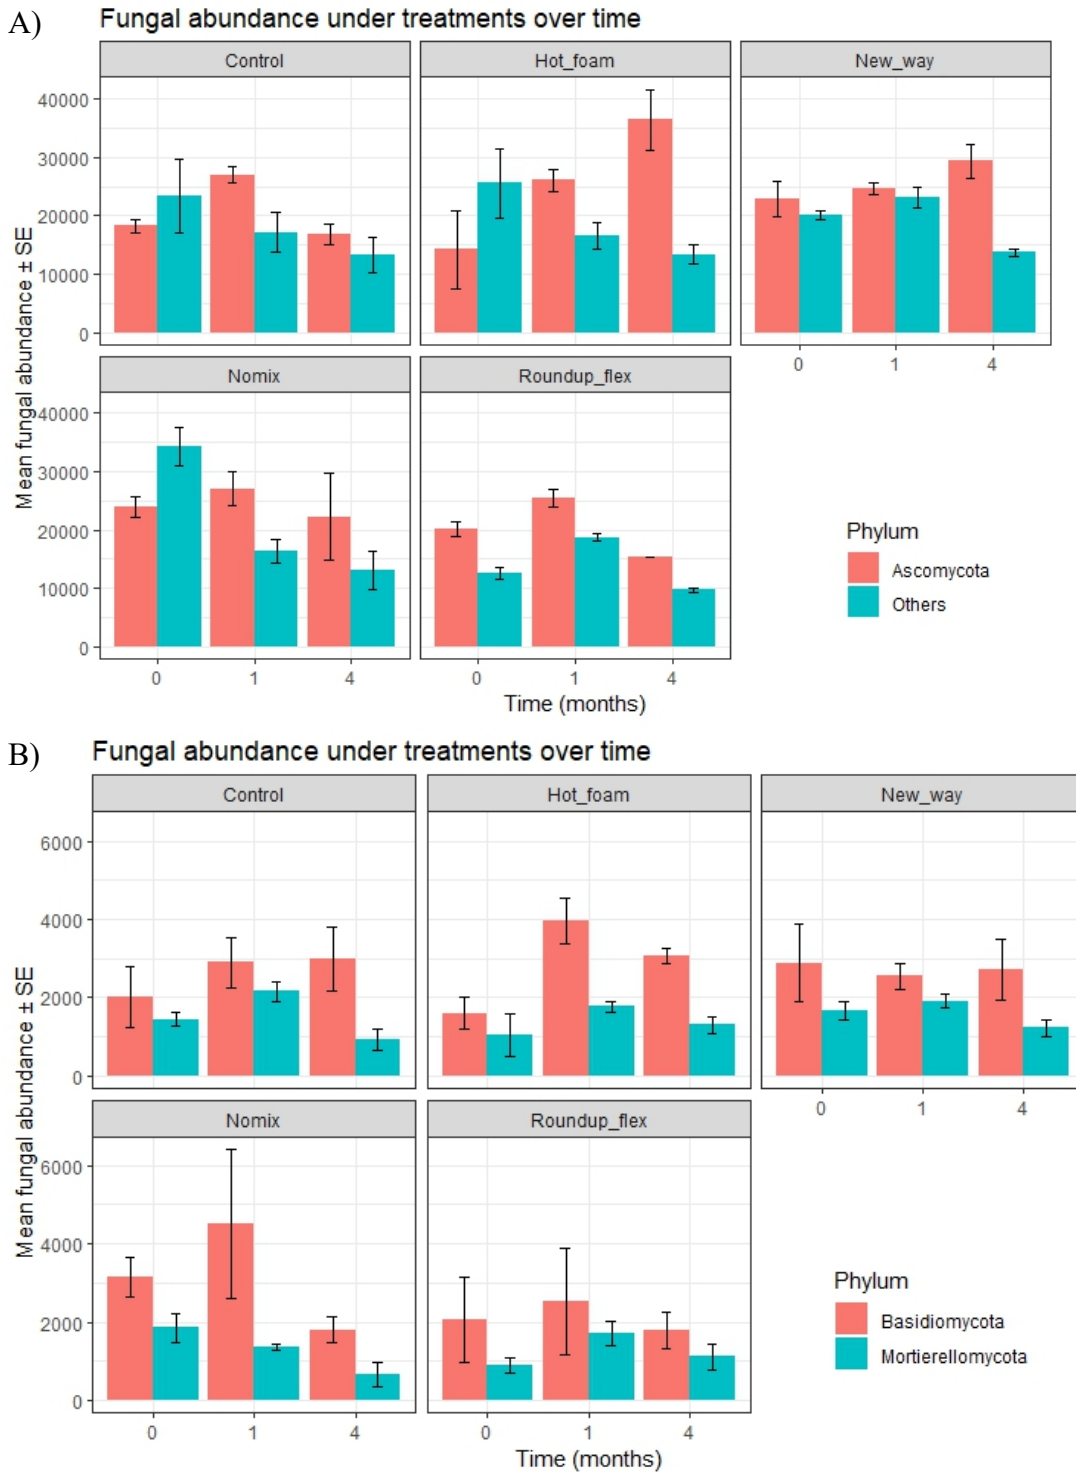 A)
Fungal abundance under treatments over time
Control
Hot_foam
New_way
40000
30000
20000
10000
0
0 1 4
Nomix
Roundup_flex
40000
30000
20000
10000
0
0 1 4
0 1 4
Mean fungal abundance ± SE
Time (months)
Phylum
Ascomycota
Others
B)
Fungal abundance under treatments over time
Control
Hot_foam
New_way
6000
4000
2000
0
0 1 4
Nomix
Roundup_flex
6000
4000
2000
0
0 1 4
0 1 4
Mean fungal abundance ± SE
Time (months)
Phylum
Basidiomycota
Mortierellomycota